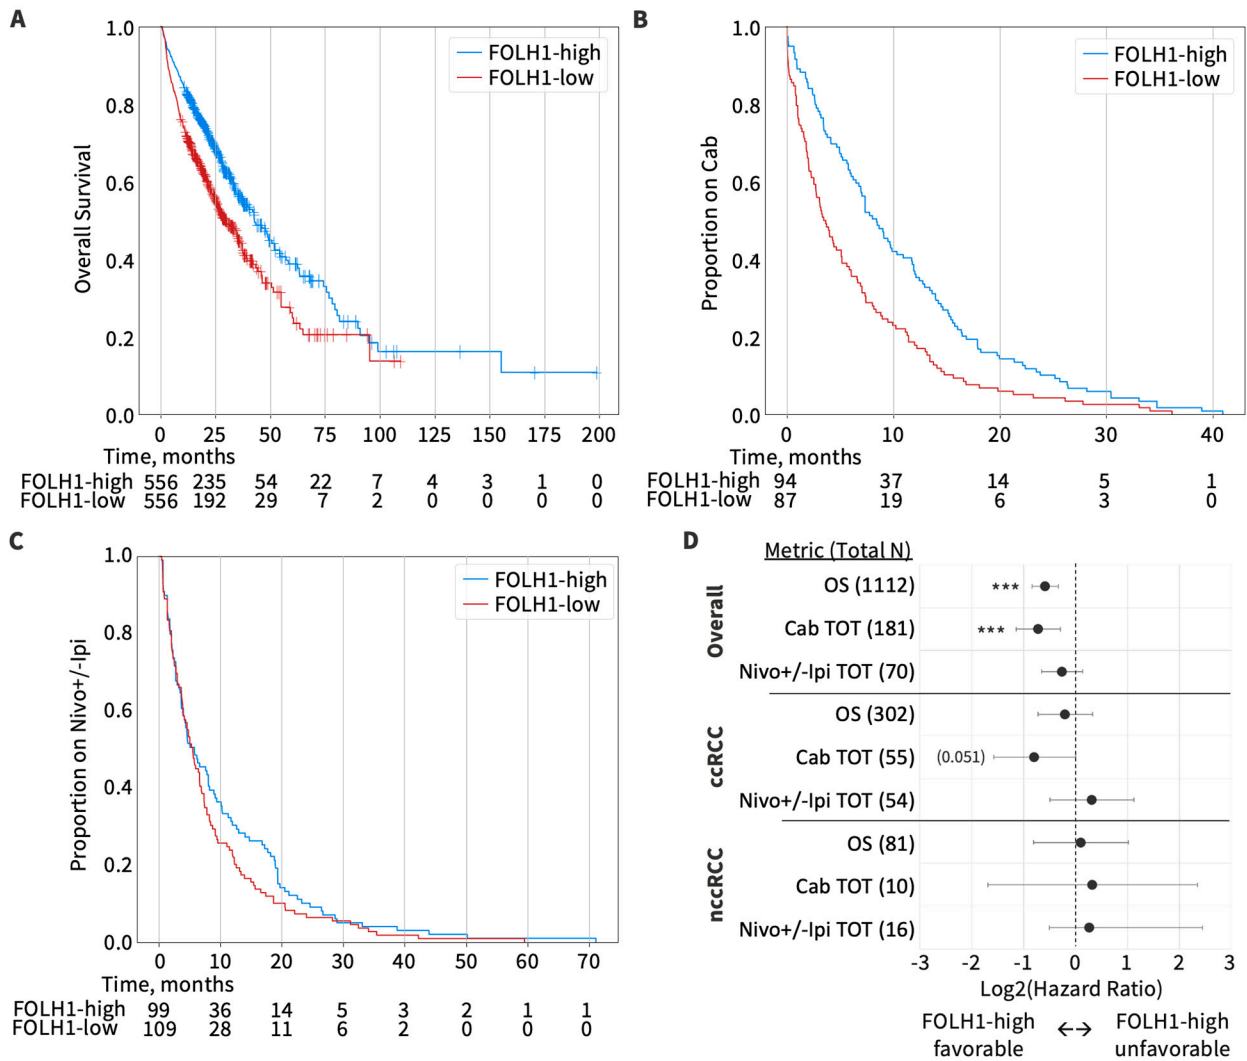 A
1.0
0.8
0.6
0.4
0.2
0.0
Overall Survival
FOLH1-high
FOLH1-low
0 25 50 75 100 125 150 175 200
Time, months
FOLH1-high 556 235 54 22 7 4 3 1 0
FOLH1-low 556 192 29 7 2 0 0 0 0
B
1.0
0.8
0.6
0.4
0.2
0.0
Proportion on Cab
FOLH1-high
FOLH1-low
0 10 20 30 40
Time, months
FOLH1-high 94 37 14 5 1
FOLH1-low 87 19 6 3 0
C
1.0
0.8
0.6
0.4
0.2
0.0
Proportion on Nivo+/-Ipi
FOLH1-high
FOLH1-low
0 10 20 30 40 50 60 70
Time, months
FOLH1-high 99 36 14 5 3 2 1 1
FOLH1-low 109 28 11 6 2 0 0 0
D
Metric (Total N)
Overall
OS (1112) ***
Cab TOT (181) ***
Nivo+/-Ipi TOT (70)
ccRCC
OS (302)
Cab TOT (55) (0.051)
Nivo+/-Ipi TOT (54)
nccRCC
OS (81)
Cab TOT (10)
Nivo+/-Ipi TOT (16)
-3 -2 -1 0 1 2 3
Log2(Hazard Ratio)
FOLH1-high ←→ FOLH1-high
favorable unfavorable